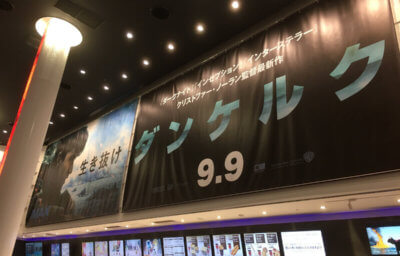 『ダークナイト』『インセプション』『インターステラー』
クリストファー・ノーラン監督最新作
ダンケルク
生き抜け
9.9